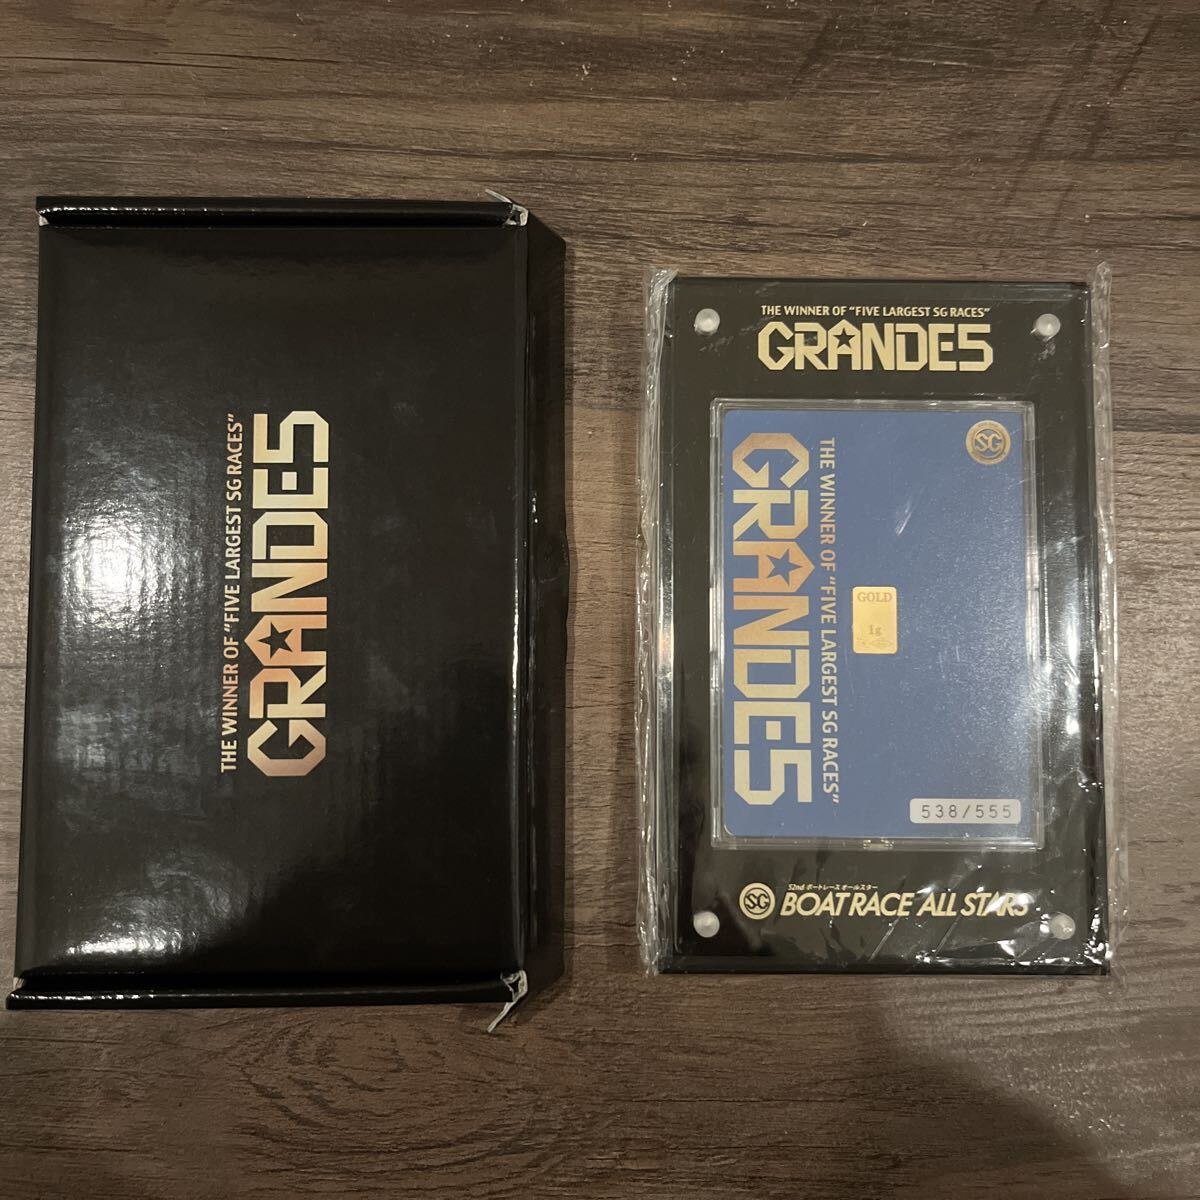 THE WINNER OF "FIVE LARGEST SG RACES"
GRANDE5
THE WINNER OF "FIVE LARGEST SG RACES"
GRANDE5
SG
THE WINNER OF "FIVE LARGEST SG RACES"
GRANDE5
GOLD
1g
538/555
52nd ボートレースオールスター
SG BOATRACE ALL STARS